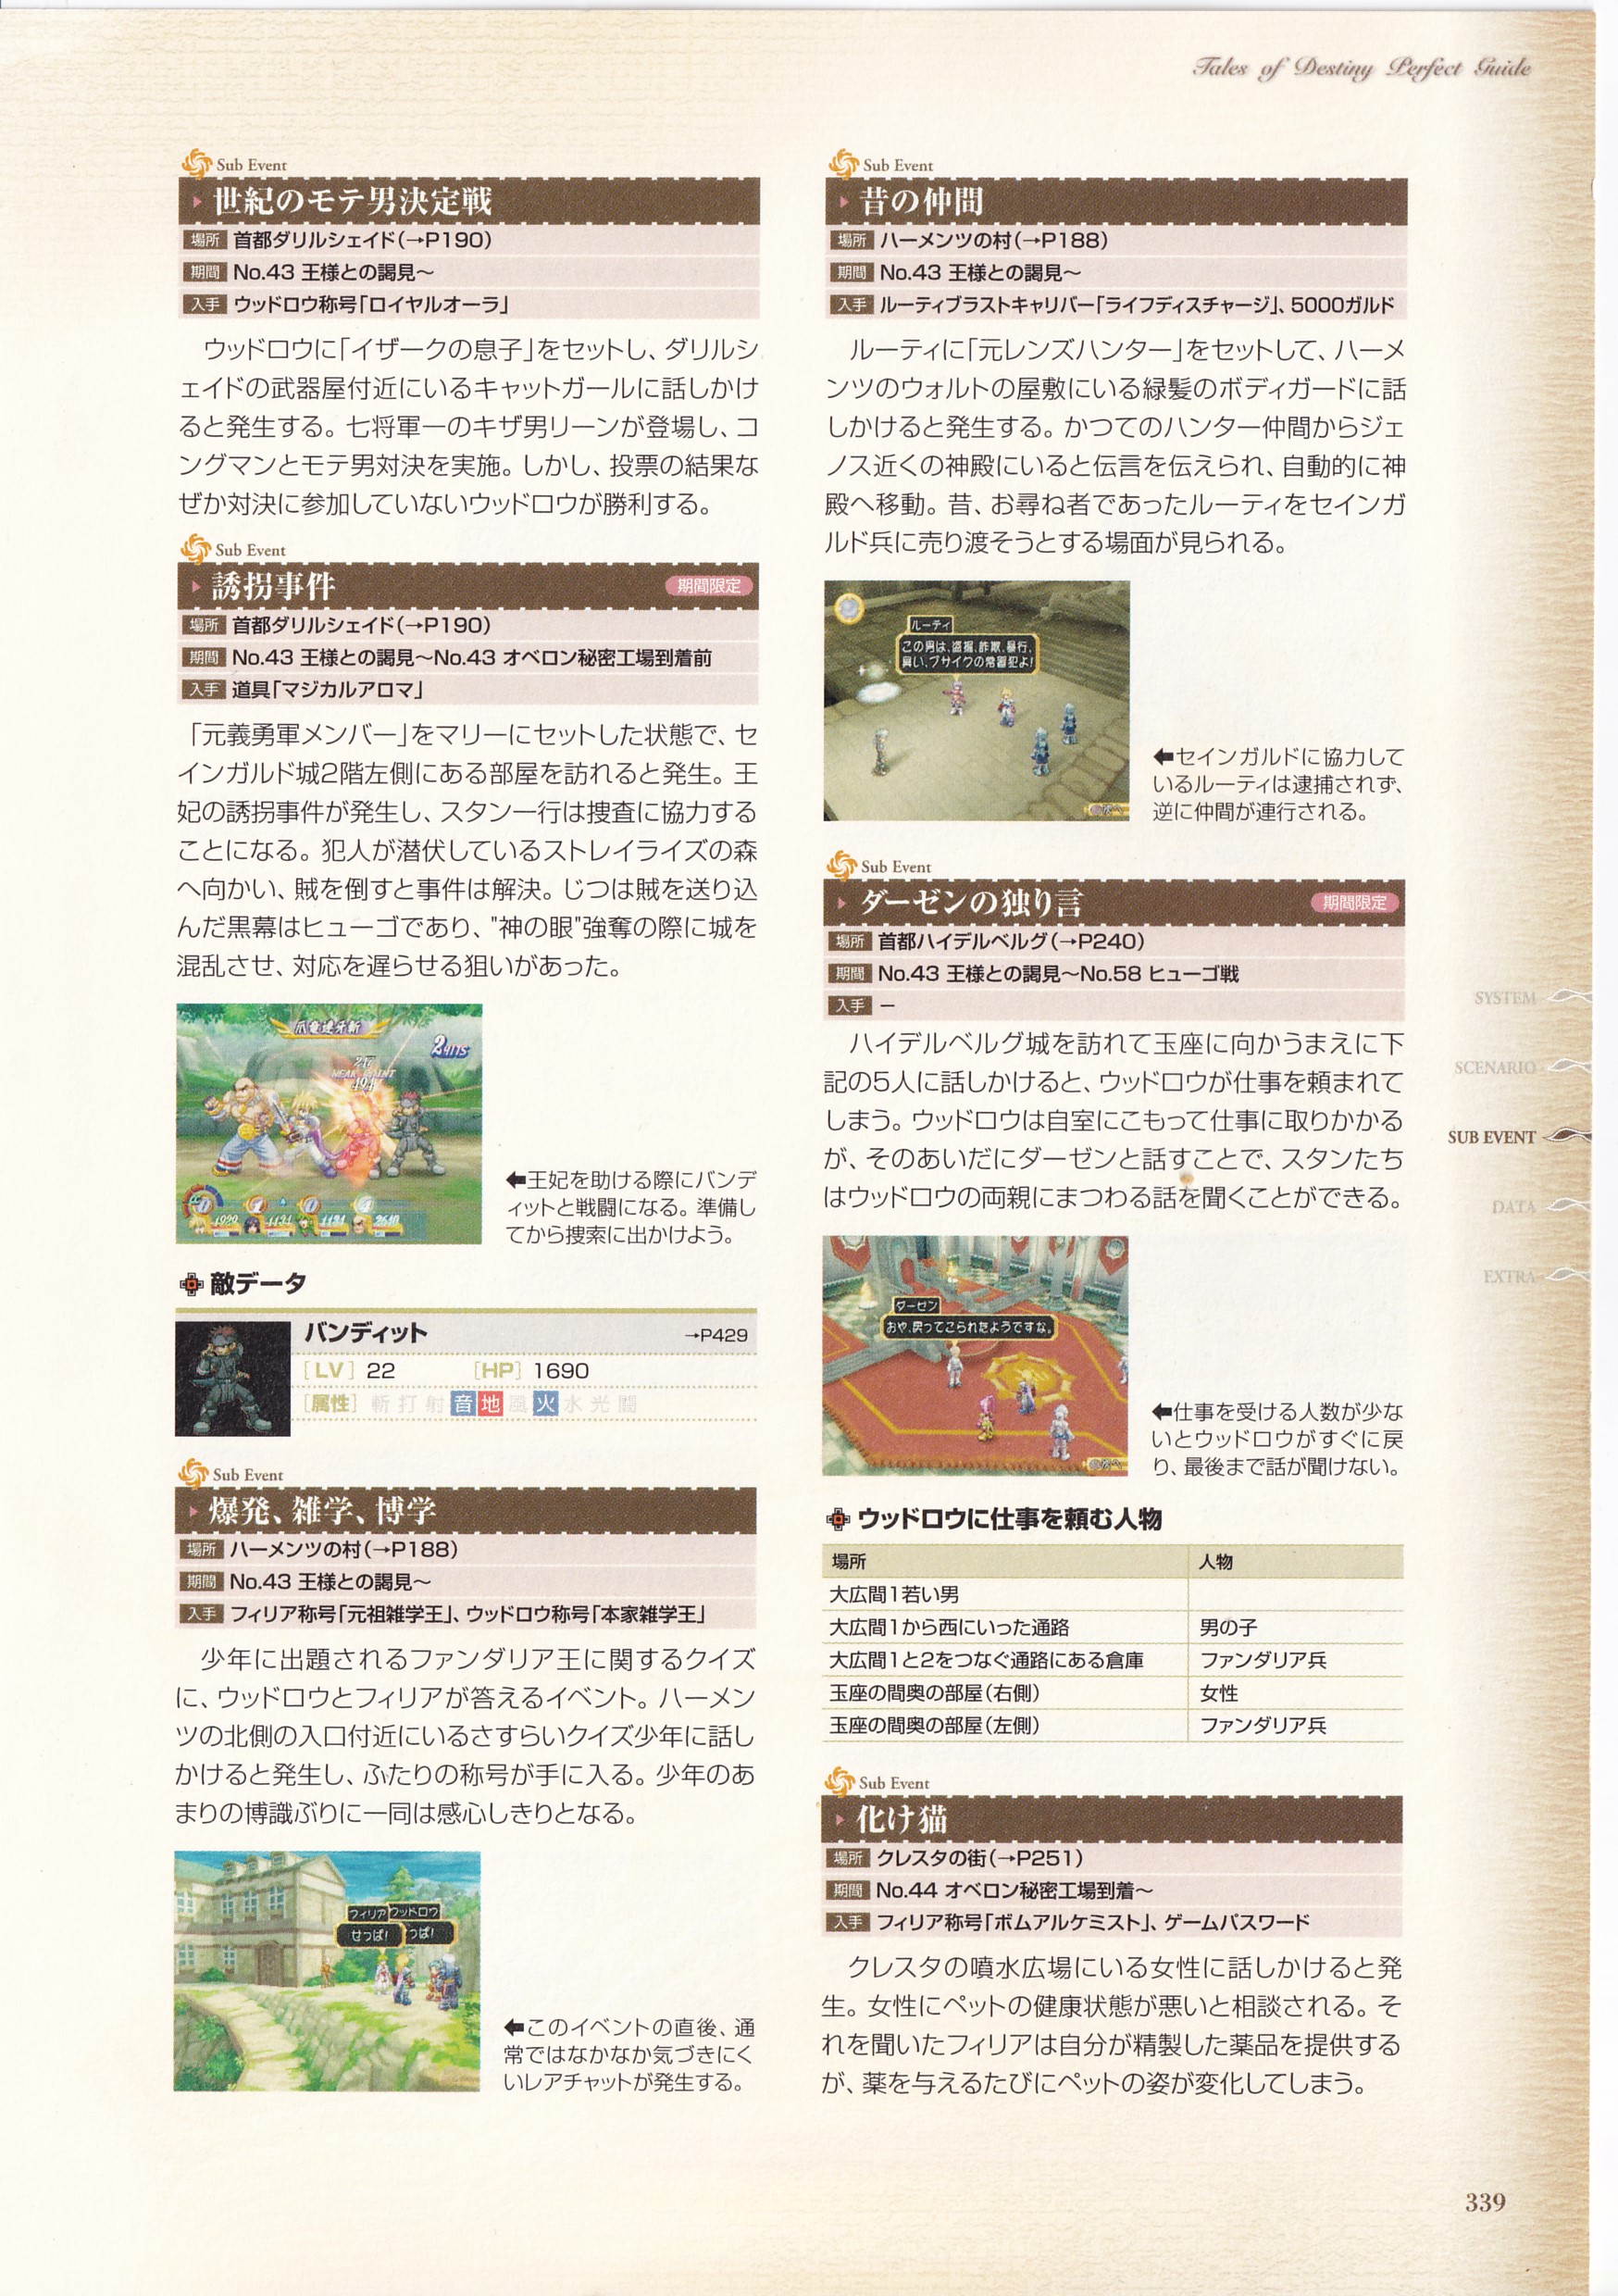 Tales of Destiny Perfect Guide
Sub Event
世紀のモテ男決定戦
場所 首都ダリルシェイド(→P190)
期間 No.43 王様との謁見～
入手 ウッドロウ称号「ロイヤルオーラ」
ウッドロウに「イザークの息子」をセットし、ダリルシ
ェイドの武器屋付近にいるキャットガールに話しかけ
ると発生する。七将軍一のキザ男リーンが登場し、コ
ングマンとモテ男対決を実施。しかし、投票の結果な
ぜか対決に参加していないウッドロウが勝利する。
Sub Event
誘拐事件 期間限定
場所 首都ダリルシェイド(→P190)
期間 No.43 王様との謁見～No.43 オベロン秘密工場到着前
入手 道具「マジカルアロマ」
「元義勇軍メンバー」をマリーにセットした状態で、セ
インガルド城2階左側にある部屋を訪れると発生。王
妃の誘拐事件が発生し、スタン一行は捜査に協力する
ことになる。犯人が潜伏しているストレイライズの森
へ向かい、賊を倒すと事件は解決。じつは賊を送り込
んだ黒幕はヒューゴであり、"神の眼"強奪の際に城を
混乱させ、対応を遅らせる狙いがあった。
爪竜連牙斬
2HITS
247
WEAK POINT
494
1920 1131 1134 2610
←王妃を助ける際にバンデ
ィットと戦闘になる。準備し
てから捜索に出かけよう。
敵データ
バンディット →P429
[LV] 22 [HP] 1690
[属性] 斬 打 射 音 地 風 火 水 光 闇
Sub Event
爆発、雑学、博学
場所 ハーメンツの村(→P188)
期間 No.43 王様との謁見～
入手 フィリア称号「元祖雑学王」、ウッドロウ称号「本家雑学王」
少年に出題されるファンダリア王に関するクイズ
に、ウッドロウとフィリアが答えるイベント。ハーメン
ツの北側の入口付近にいるさすらいクイズ少年に話し
かけると発生し、ふたりの称号が手に入る。少年のあ
まりの博識ぶりに一同は感心しきりとなる。
フィリア ウッドロウ
せっぱ! っぱ!
←このイベントの直後、通
常ではなかなか気づきにく
いレアチャットが発生する。
Sub Event
昔の仲間
場所 ハーメンツの村(→P188)
期間 No.43 王様との謁見～
入手 ルーティブラストキャリバー「ライフディスチャージ」、5000ガルド
ルーティに「元レンズハンター」をセットして、ハーメ
ンツのウォルトの屋敷にいる緑髪のボディガードに話
しかけると発生する。かつてのハンター仲間からジェ
ノス近くの神殿にいると伝言を伝えられ、自動的に神
殿へ移動。昔、お尋ね者であったルーティをセインガ
ルド兵に売り渡そうとする場面が見られる。
ルーティ
この男は、盗掘、詐欺、暴行、
臭い、ブサイクの常習犯よ!
←セインガルドに協力して
いるルーティは逮捕されず、
逆に仲間が連行される。
Sub Event
ダーゼンの独り言 期間限定
場所 首都ハイデルベルグ(→P240)
期間 No.43 王様との謁見～No.58 ヒューゴ戦
入手 －
ハイデルベルグ城を訪れて玉座に向かうまえに下
記の5人に話しかけると、ウッドロウが仕事を頼まれて
しまう。ウッドロウは自室にこもって仕事に取りかかる
が、そのあいだにダーゼンと話すことで、スタンたち
はウッドロウの両親にまつわる話を聞くことができる。
ダーゼン
おや、戻ってこられたようですな。
←仕事を受ける人数が少な
いとウッドロウがすぐに戻
り、最後まで話が聞けない。
ウッドロウに仕事を頼む人物
場所 人物
大広間1若い男
大広間1から西にいった通路 男の子
大広間1と2をつなぐ通路にある倉庫 ファンダリア兵
玉座の間奥の部屋(右側) 女性
玉座の間奥の部屋(左側) ファンダリア兵
Sub Event
化け猫
場所 クレスタの街(→P251)
期間 No.44 オベロン秘密工場到着～
入手 フィリア称号「ボムアルケミスト」、ゲームパスワード
クレスタの噴水広場にいる女性に話しかけると発
生。女性にペットの健康状態が悪いと相談される。そ
れを聞いたフィリアは自分が精製した薬品を提供する
が、薬を与えるたびにペットの姿が変化してしまう。
SYSTEM
SCENARIO
SUB EVENT
DATA
EXTRA
339